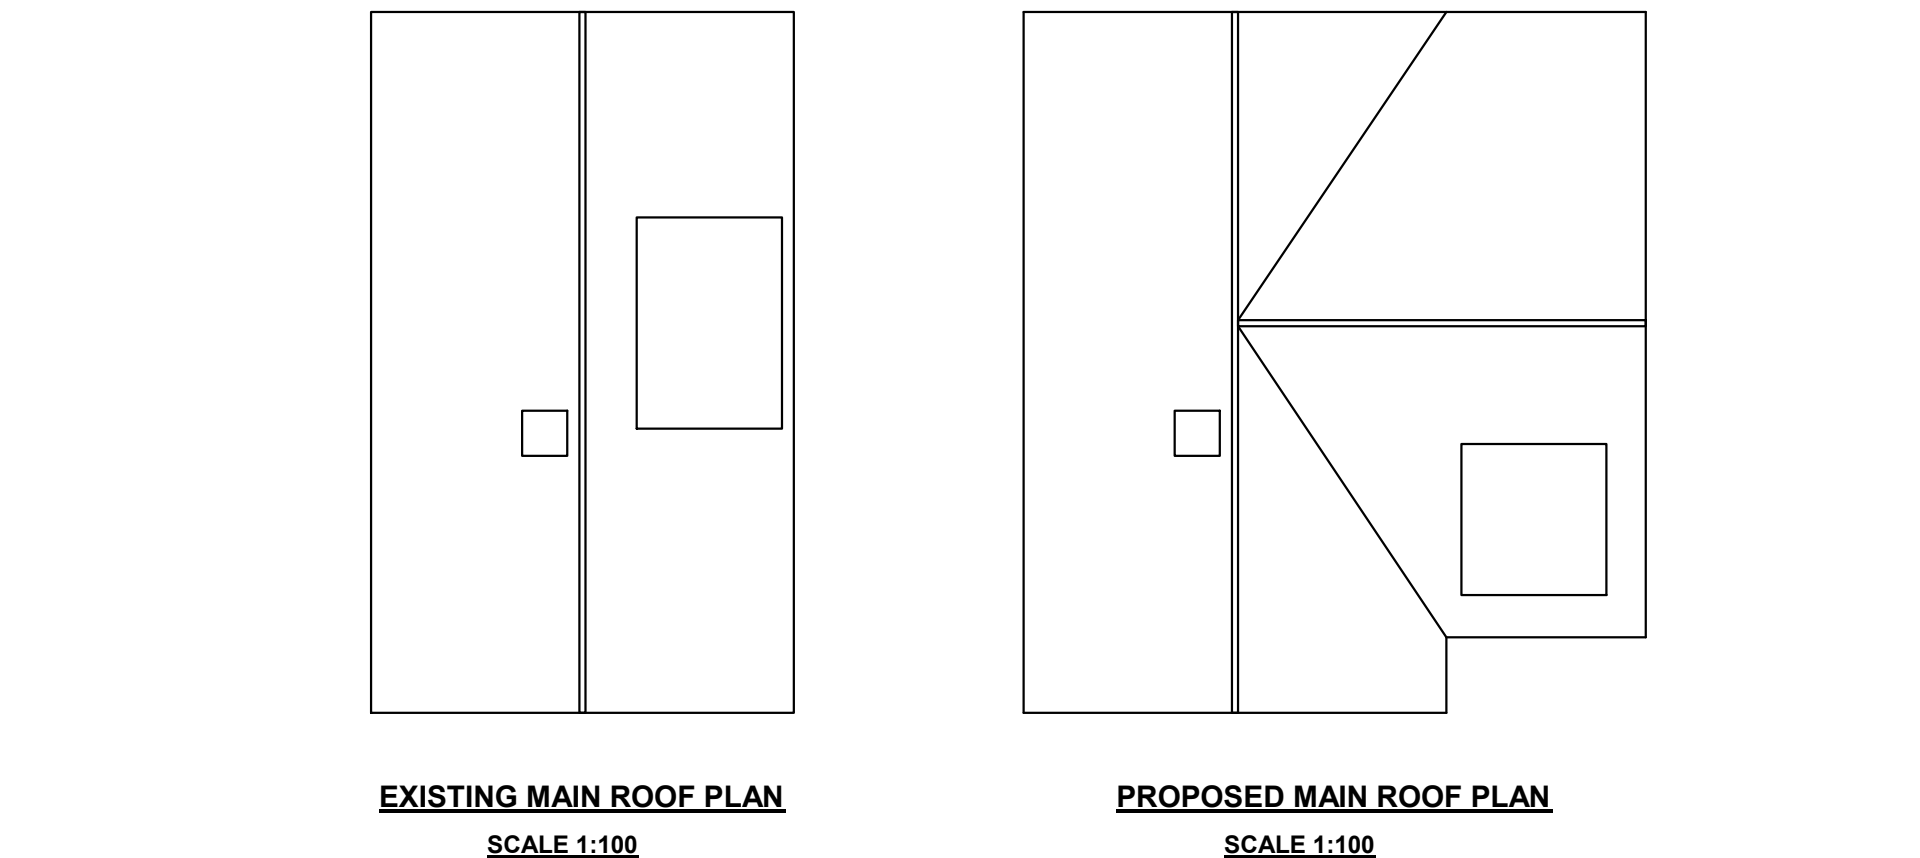 EXISTING MAIN ROOF PLAN
SCALE 1:100
PROPOSED MAIN ROOF PLAN
SCALE 1:100